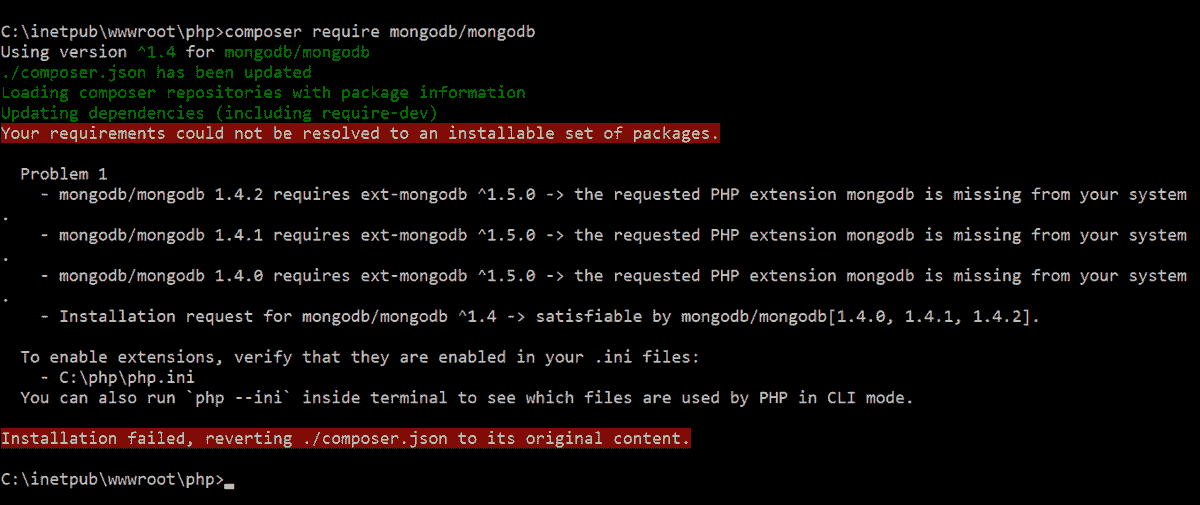 C:\inetpub\wwwroot\php>composer require mongodb/mongodb
Using version ^1.4 for mongodb/mongodb
./composer.json has been updated
Loading composer repositories with package information
Updating dependencies (including require-dev)
Your requirements could not be resolved to an installable set of packages.
Problem 1
- mongodb/mongodb 1.4.2 requires ext-mongodb ^1.5.0 -> the requested PHP extension mongodb is missing from your system
.
- mongodb/mongodb 1.4.1 requires ext-mongodb ^1.5.0 -> the requested PHP extension mongodb is missing from your system
.
- mongodb/mongodb 1.4.0 requires ext-mongodb ^1.5.0 -> the requested PHP extension mongodb is missing from your system
.
- Installation request for mongodb/mongodb ^1.4 -> satisfiable by mongodb/mongodb[1.4.0, 1.4.1, 1.4.2].
To enable extensions, verify that they are enabled in your .ini files:
- C:\php\php.ini
You can also run `php --ini` inside terminal to see which files are used by PHP in CLI mode.
Installation failed, reverting ./composer.json to its original content.
C:\inetpub\wwwroot\php>_